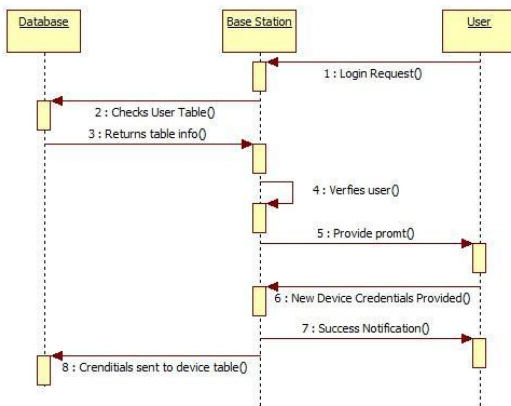 Database
Base Station
User
1 : Login Request()
2 : Checks User Table()
3 : Returns table info()
4 : Verfies user()
5 : Provide promt()
6 : New Device Credentials Provided()
7 : Success Notification()
8 : Crenditials sent to device table()